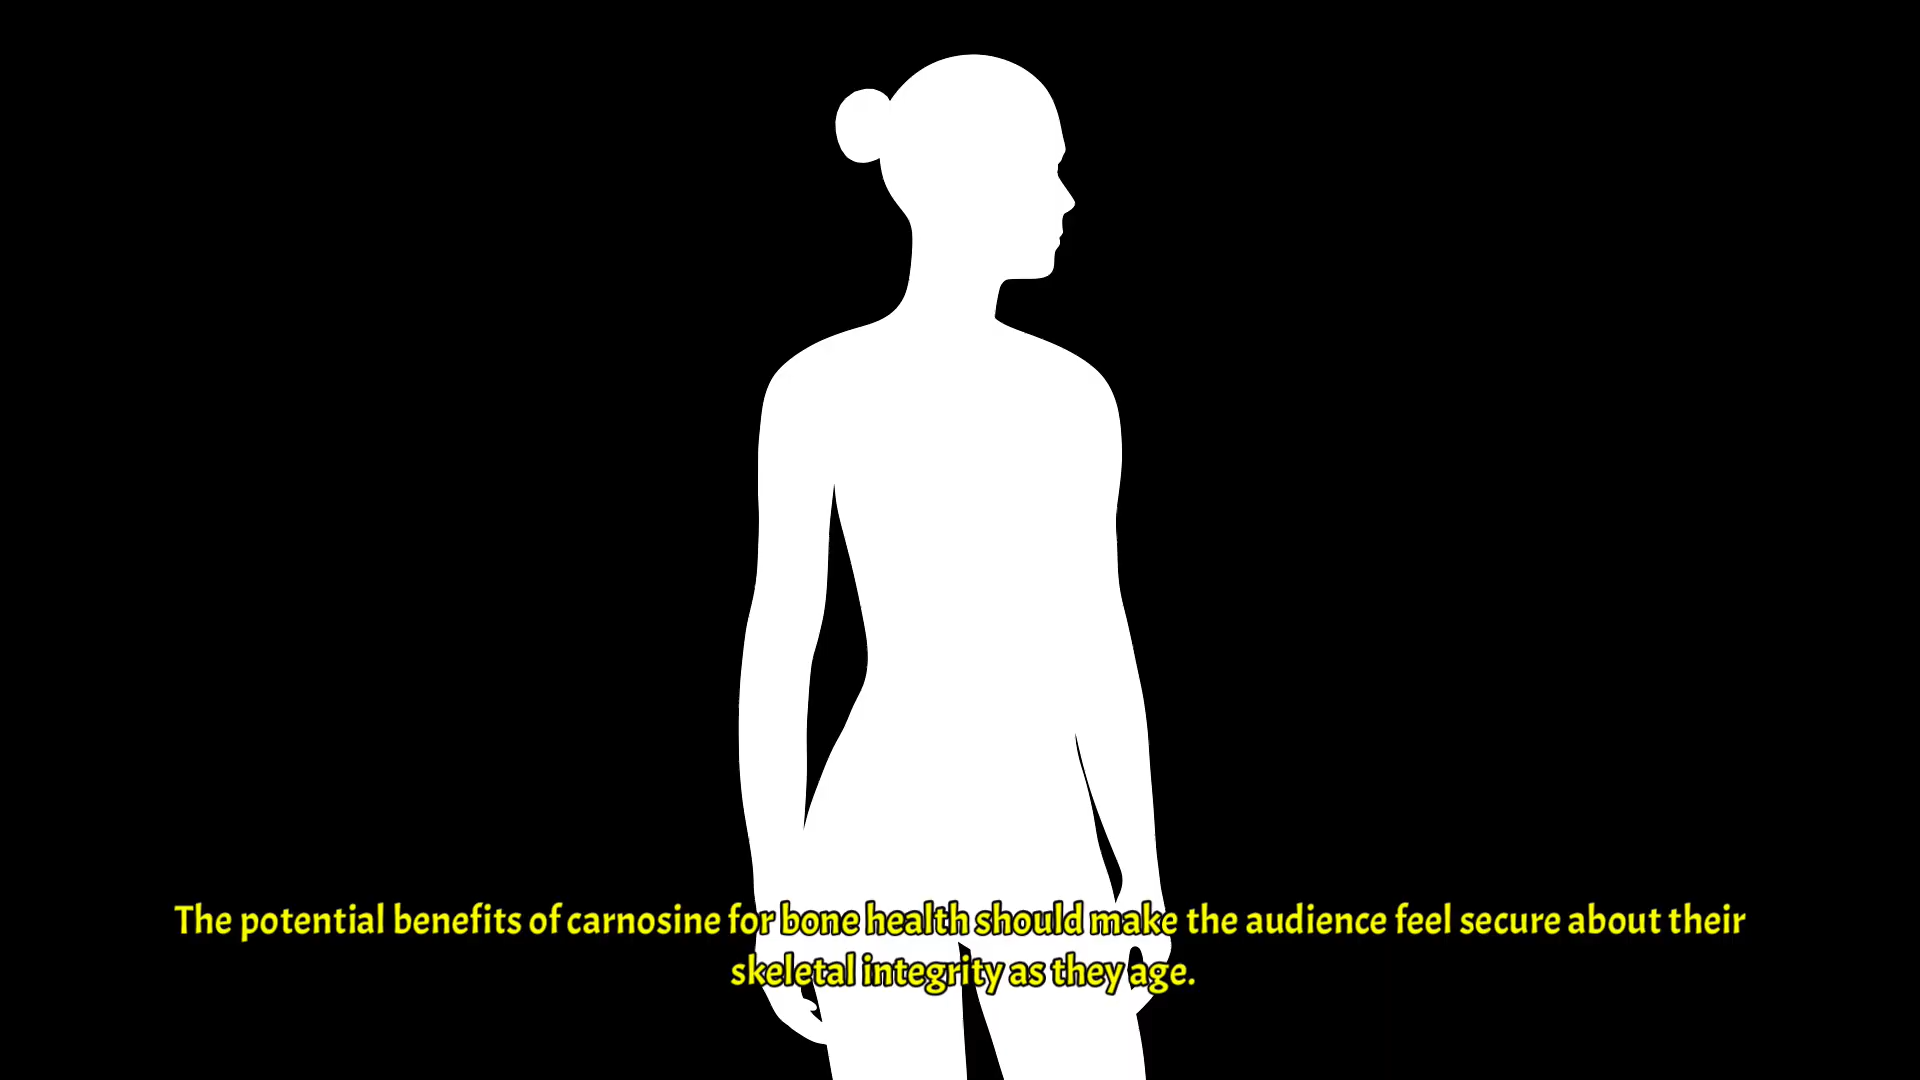 The potential benefits of carnosine for bone health should make the audience feel secure about their
skeletal integrity as they age.